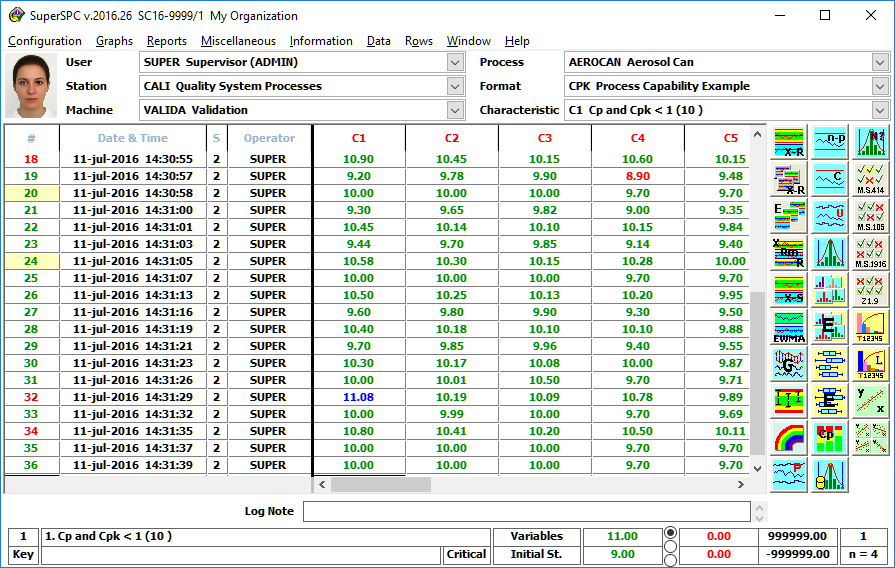 SuperSPC v.2016.26 SC16-9999/1 My Organization
Configuration Graphs Reports Miscellaneous Information Data Rows Window Help
User SUPER Supervisor (ADMIN) Process AEROCAN Aerosol Can
Station CALI Quality System Processes Format CPK Process Capability Example
Machine VALIDA Validation Characteristic C1 Cp and Cpk < 1 (10 )
# Date & Time S Operator C1 C2 C3 C4 C5
18 11-jul-2016 14:30:55 2 SUPER 10.90 10.45 10.15 10.60 10.15
19 11-jul-2016 14:30:57 2 SUPER 9.20 9.78 9.90 8.90 9.48
20 11-jul-2016 14:30:58 2 SUPER 10.00 10.00 10.00 9.70 9.70
21 11-jul-2016 14:31:00 2 SUPER 9.30 9.65 9.82 9.00 9.35
22 11-jul-2016 14:31:01 2 SUPER 10.45 10.14 10.10 10.15 9.84
23 11-jul-2016 14:31:03 2 SUPER 9.44 9.70 9.85 9.14 9.40
24 11-jul-2016 14:31:05 2 SUPER 10.58 10.30 10.15 10.28 10.00
25 11-jul-2016 14:31:07 2 SUPER 10.00 10.00 10.00 9.70 9.70
26 11-jul-2016 14:31:13 2 SUPER 10.50 10.25 10.13 10.20 9.95
27 11-jul-2016 14:31:16 2 SUPER 9.60 9.80 9.90 9.30 9.50
28 11-jul-2016 14:31:19 2 SUPER 10.40 10.18 10.10 10.10 9.88
29 11-jul-2016 14:31:21 2 SUPER 9.70 9.85 9.96 9.40 9.55
30 11-jul-2016 14:31:23 2 SUPER 10.30 10.17 10.08 10.00 9.87
31 11-jul-2016 14:31:26 2 SUPER 10.00 10.01 10.50 9.70 9.71
32 11-jul-2016 14:31:29 2 SUPER 11.08 10.19 10.09 10.78 9.89
33 11-jul-2016 14:31:32 2 SUPER 10.00 9.99 10.00 9.70 9.69
34 11-jul-2016 14:31:35 2 SUPER 10.80 10.41 10.20 10.50 10.11
35 11-jul-2016 14:31:37 2 SUPER 10.00 10.00 10.00 9.70 9.70
36 11-jul-2016 14:31:39 2 SUPER 10.00 10.00 10.00 9.70 9.70
X-R n-p N?
X-R C M.S.414
E U M.S.105
X Rm R M.S.1916
X-S Z1.9
EWMA E T12345
G L T12345
I I I E Y X
Cp Y X Y X Y X Y X
P
Log Note
1 1. Cp and Cpk < 1 (10 ) Variables 11.00 0.00 999999.00 1
Key Critical Initial St. 9.00 0.00 -999999.00 n = 4